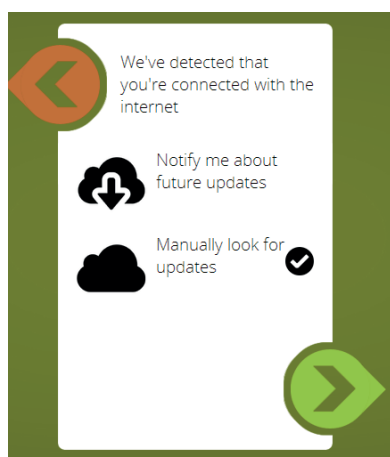 We've detected that
you're connected with the
internet
Notify me about
future updates
Manually look for
updates